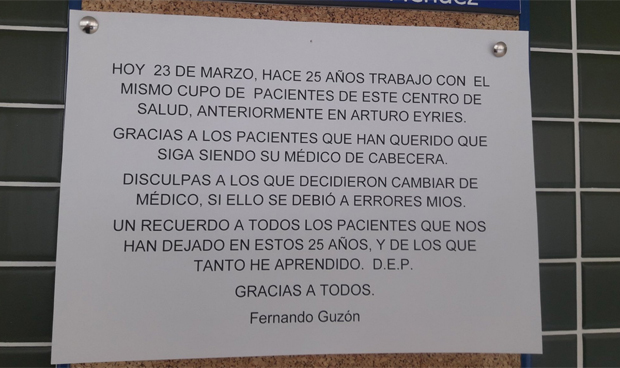 HOY 23 DE MARZO, HACE 25 AÑOS TRABAJO CON EL
MISMO CUPO DE PACIENTES DE ESTE CENTRO DE
SALUD, ANTERIORMENTE EN ARTURO EYRIES.
GRACIAS A LOS PACIENTES QUE HAN QUERIDO QUE
SIGA SIENDO SU MÉDICO DE CABECERA.
DISCULPAS A LOS QUE DECIDIERON CAMBIAR DE
MÉDICO, SI ELLO SE DEBIÓ A ERRORES MIOS.
UN RECUERDO A TODOS LOS PACIENTES QUE NOS
HAN DEJADO EN ESTOS 25 AÑOS, Y DE LOS QUE
TANTO HE APRENDIDO. D.E.P.
GRACIAS A TODOS.
Fernando Guzón